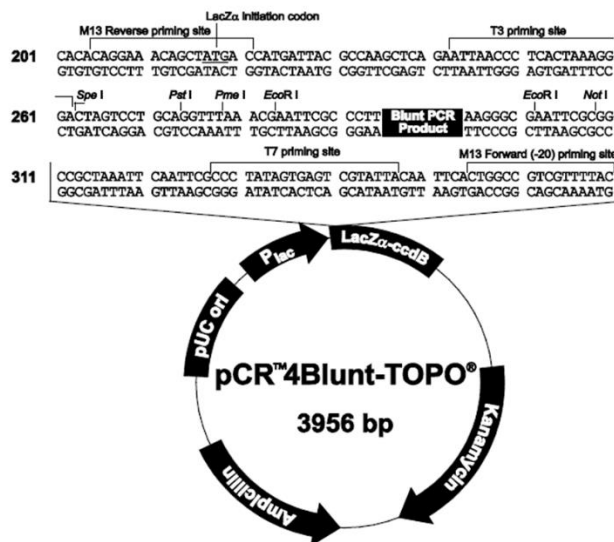 LacZα initiation codon
M13 Reverse priming site T3 priming site
201 CACACAGGAA ACAGCTATGA CCATGATTAC GCCAAGCTCA GAATTAACCC TCACTAAAGG
GTGTGTCCTT TGTCGATACT GGTACTAATG CGGTTCGAGT CTTAATTGGG AGTGATTTCC
Spe I Pst I Pme I EcoR I EcoR I Not I
261 GACTAGTCCT GCAGGTTTAA ACGAATTCGC CCTT Blunt PCR Product AAGGGC GAATTCGCGG
CTGATCAGGA CGTCCAAATT TGCTTAAGCG GGAA TTCCCG CTTAAGCGCC
T7 priming site M13 Forward (-20) priming site
311 CCGCTAAATT CAATTCGCCC TATAGTGAGT CGTATTACAA TTCACTGGCC GTCGTTTTAC
GGCGATTTAA GTTAAGCGGG ATATCACTCA GCATAATGTT AAGTGACCGG CAGCAAAATG
Plac LacZα-ccdB
pUC ori
pCR™4Blunt-TOPO®
3956 bp
Kanamycin
Ampicillin